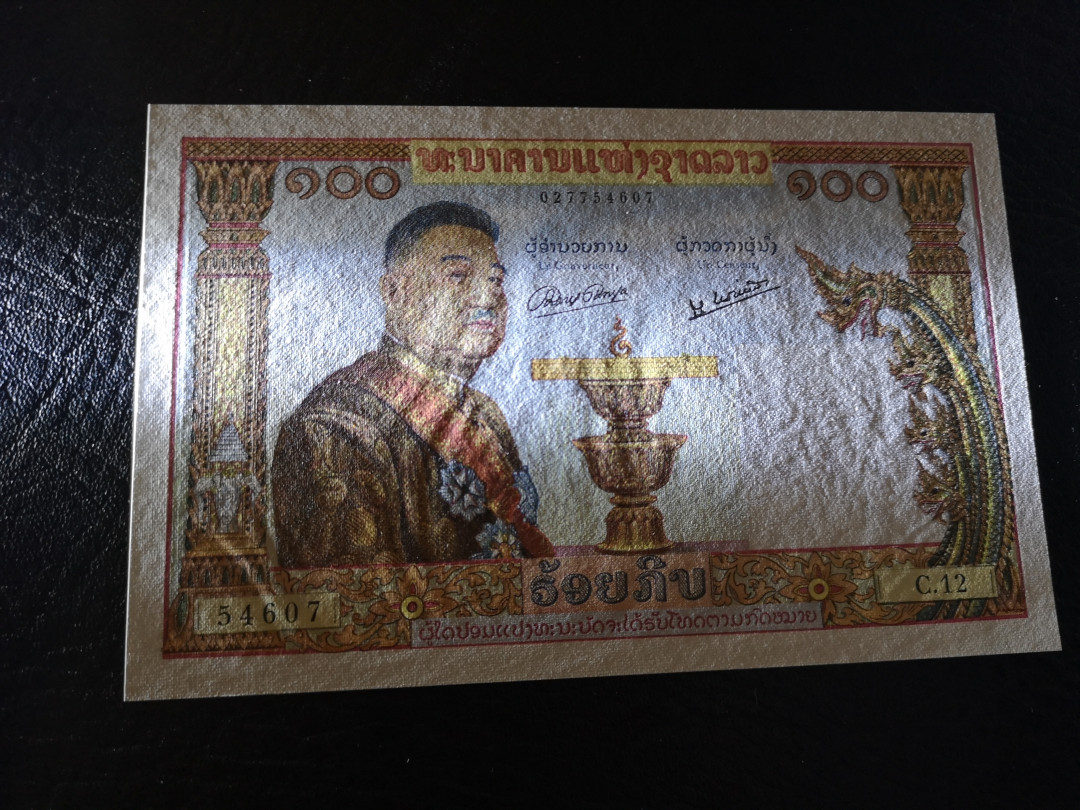 ທະນາຄານແຫ່ງຊາດລາວ
໑໐໐ ໑໐໐
027754607
ຜູ້ອຳນວຍການ ຜູ້ກວດກາຜູ້ນຶ່ງ
Le Gouverneur, Un Censeur,
ຮ້ອຍກີບ
54607 C.12
ຜູ້ໃດປອມແປງທະນະບັດຈະໄດ້ຮັບໂທດຕາມກົດໝາຍ